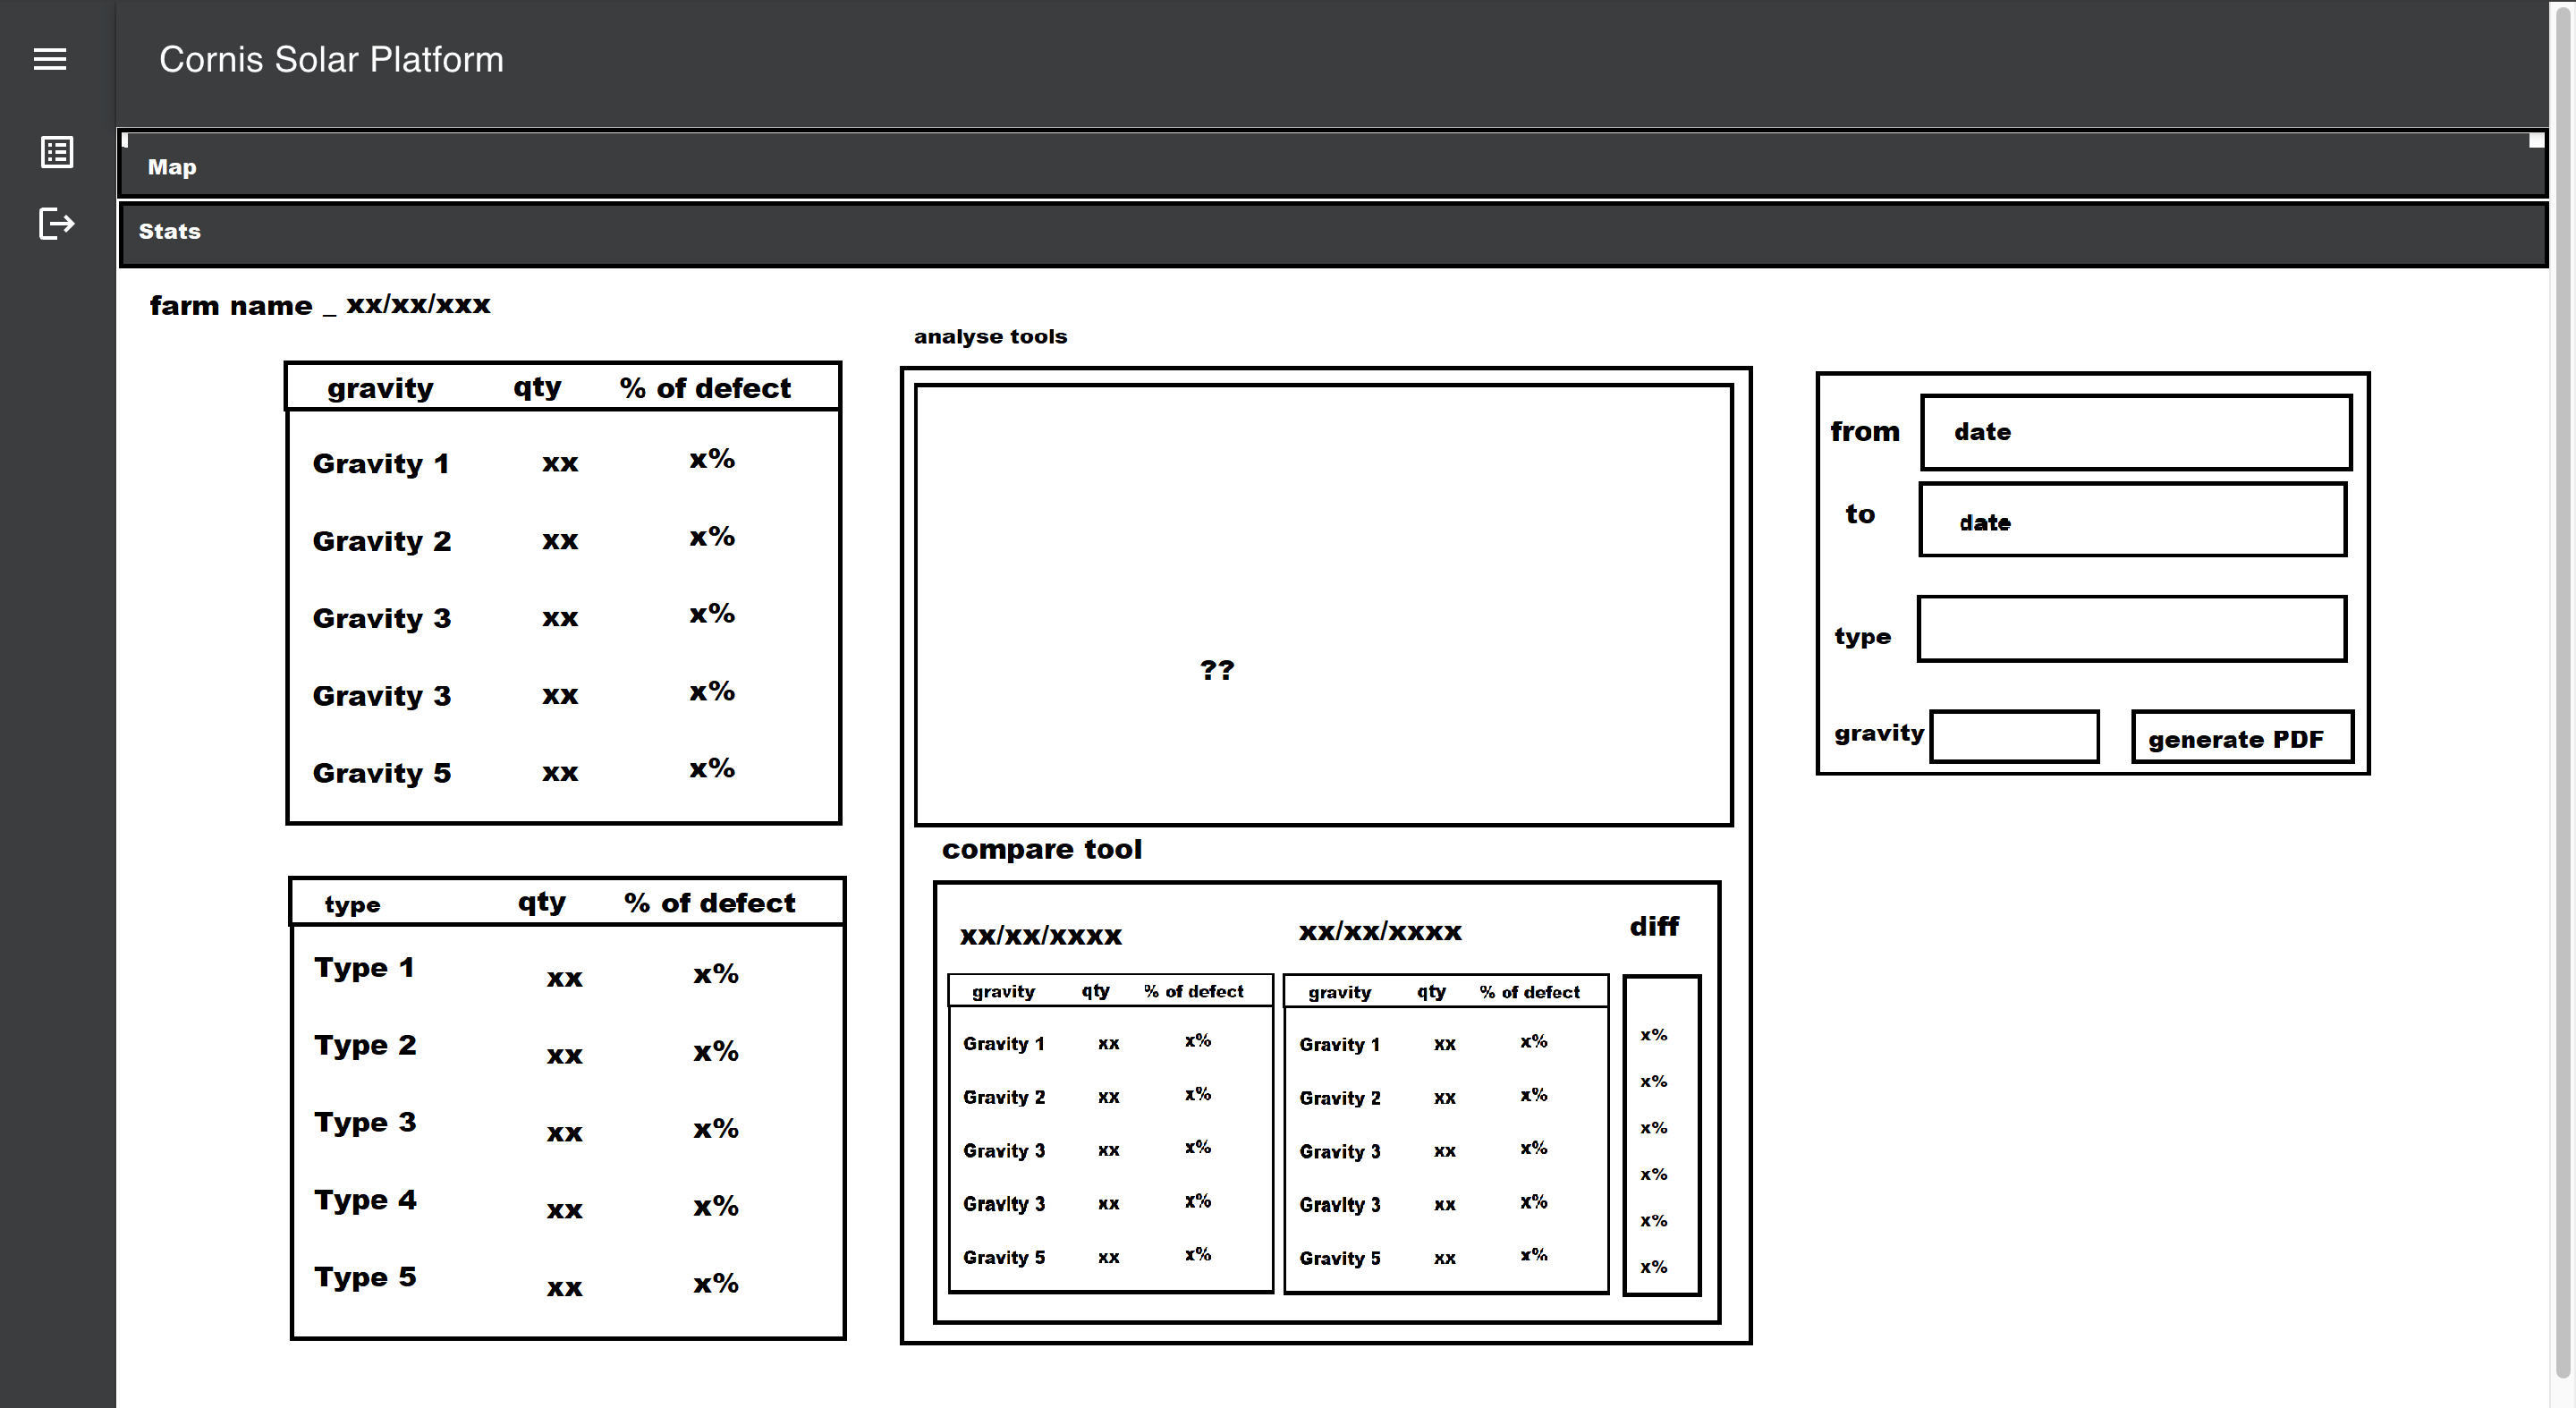 Cornis Solar Platform
Map
Stats
farm name _ xx/xx/xxx
gravity qty % of defect
Gravity 1 xx x%
Gravity 2 xx x%
Gravity 3 xx x%
Gravity 3 xx x%
Gravity 5 xx x%
type qty % of defect
Type 1 xx x%
Type 2 xx x%
Type 3 xx x%
Type 4 xx x%
Type 5 xx x%
analyse tools
??
compare tool
xx/xx/xxxx xx/xx/xxxx diff
gravity qty % of defect
Gravity 1 xx x%
Gravity 2 xx x%
Gravity 3 xx x%
Gravity 3 xx x%
Gravity 5 xx x%
gravity qty % of defect
Gravity 1 xx x%
Gravity 2 xx x%
Gravity 3 xx x%
Gravity 3 xx x%
Gravity 5 xx x%
x%
x%
x%
x%
x%
x%
from date
to date
type
gravity generate PDF